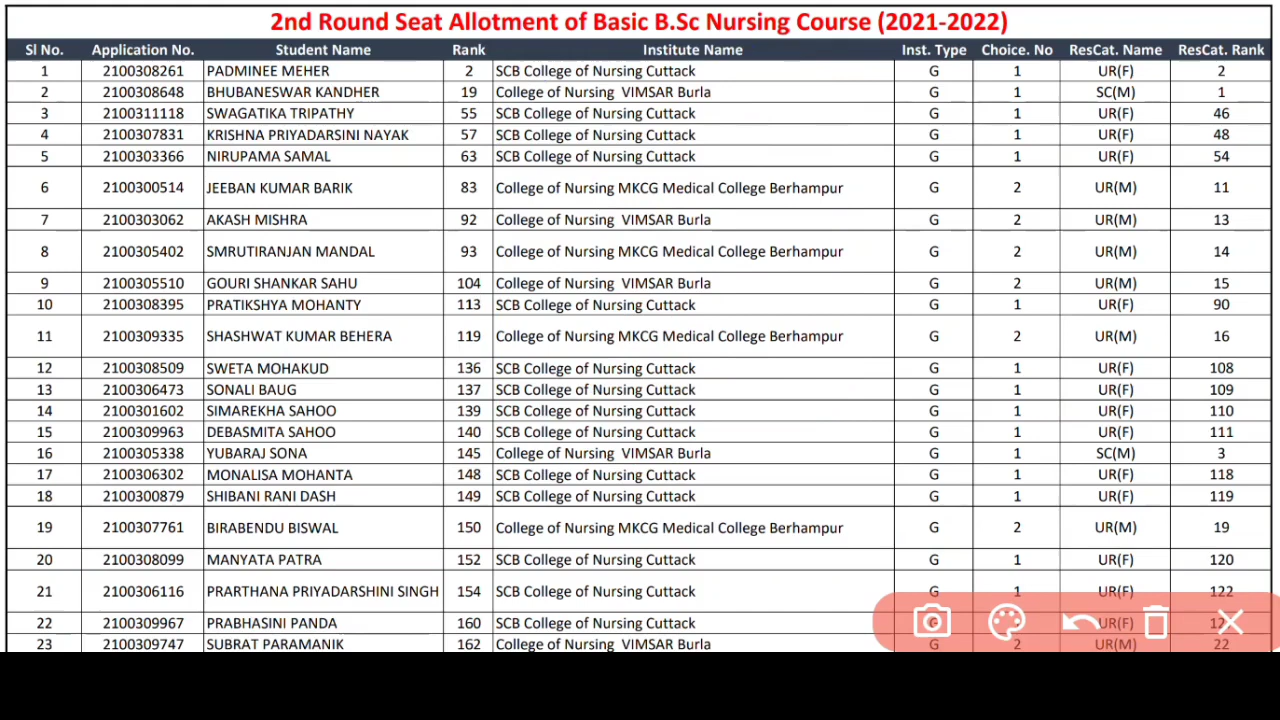 2nd Round Seat Allotment of Basic B.Sc Nursing Course (2021-2022)
Sl No. Application No. Student Name Rank Institute Name Inst. Type Choice. No ResCat. Name ResCat. Rank
1 2100308261 PADMINEE MEHER 2 SCB College of Nursing Cuttack G 1 UR(F) 2
2 2100308648 BHUBANESWAR KANDHER 19 College of Nursing VIMSAR Burla G 1 SC(M) 1
3 2100311118 SWAGATIKA TRIPATHY 55 SCB College of Nursing Cuttack G 1 UR(F) 46
4 2100307831 KRISHNA PRIYADARSINI NAYAK 57 SCB College of Nursing Cuttack G 1 UR(F) 48
5 2100303366 NIRUPAMA SAMAL 63 SCB College of Nursing Cuttack G 1 UR(F) 54
6 2100300514 JEEBAN KUMAR BARIK 83 College of Nursing MKCG Medical College Berhampur G 2 UR(M) 11
7 2100303062 AKASH MISHRA 92 College of Nursing VIMSAR Burla G 2 UR(M) 13
8 2100305402 SMRUTIRANJAN MANDAL 93 College of Nursing MKCG Medical College Berhampur G 2 UR(M) 14
9 2100305510 GOURI SHANKAR SAHU 104 College of Nursing VIMSAR Burla G 2 UR(M) 15
10 2100308395 PRATIKSHYA MOHANTY 113 SCB College of Nursing Cuttack G 1 UR(F) 90
11 2100309335 SHASHWAT KUMAR BEHERA 119 College of Nursing MKCG Medical College Berhampur G 2 UR(M) 16
12 2100308509 SWETA MOHAKUD 136 SCB College of Nursing Cuttack G 1 UR(F) 108
13 2100306473 SONALI BAUG 137 SCB College of Nursing Cuttack G 1 UR(F) 109
14 2100301602 SIMAREKHA SAHOO 139 SCB College of Nursing Cuttack G 1 UR(F) 110
15 2100309963 DEBASMITA SAHOO 140 SCB College of Nursing Cuttack G 1 UR(F) 111
16 2100305338 YUBARAJ SONA 145 College of Nursing VIMSAR Burla G 1 SC(M) 3
17 2100306302 MONALISA MOHANTA 148 SCB College of Nursing Cuttack G 1 UR(F) 118
18 2100300879 SHIBANI RANI DASH 149 SCB College of Nursing Cuttack G 1 UR(F) 119
19 2100307761 BIRABENDU BISWAL 150 College of Nursing MKCG Medical College Berhampur G 2 UR(M) 19
20 2100308099 MANYATA PATRA 152 SCB College of Nursing Cuttack G 1 UR(F) 120
21 2100306116 PRARTHANA PRIYADARSHINI SINGH 154 SCB College of Nursing Cuttack G 1 UR(F) 122
22 2100309967 PRABHASINI PANDA 160 SCB College of Nursing Cuttack G UR(F)
23 2100309747 SUBRAT PARAMANIK 162 College of Nursing VIMSAR Burla G 2 UR(M) 22